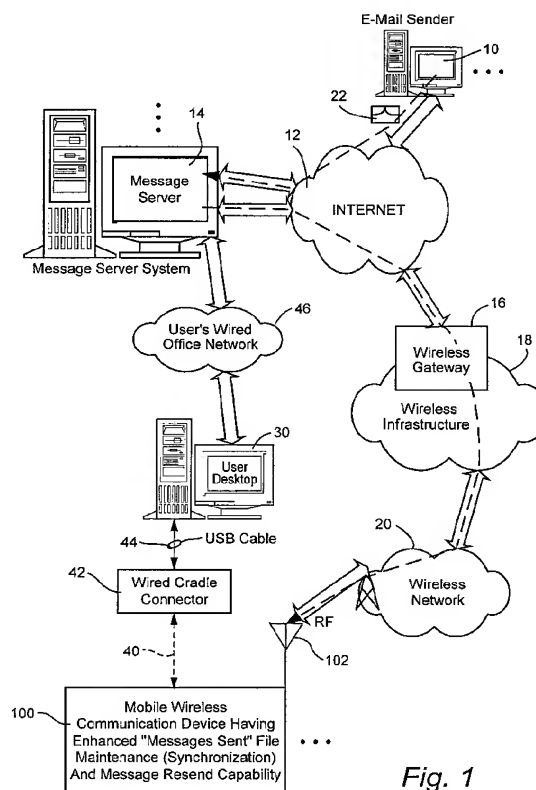 E-Mail Sender
10
22
14
12
Message
Server
INTERNET
Message Server System
46
User's Wired
Office Network
16
18
Wireless
Gateway
Wireless
Infrastructure
30
User
Desktop
44
USB Cable
20
42
Wired Cradle
Connector
Wireless
Network
RF
40
102
100
Mobile Wireless
Communication Device Having
Enhanced "Messages Sent" File
Maintenance (Synchronization)
And Message Resend Capability
Fig. 1